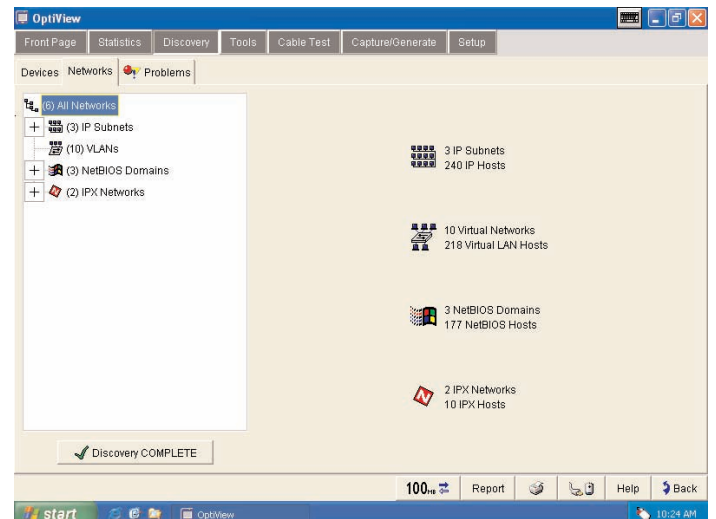 OptiView
Front Page Statistics Discovery Tools Cable Test Capture/Generate Setup
Devices Networks Problems
(6) All Networks
(3) IP Subnets
(10) VLANs
(3) NetBIOS Domains
(2) IPX Networks
3 IP Subnets
240 IP Hosts
10 Virtual Networks
218 Virtual LAN Hosts
3 NetBIOS Domains
177 NetBIOS Hosts
2 IPX Networks
10 IPX Hosts
Discovery COMPLETE
100 Report Help Back
start OptiView 10:24 AM